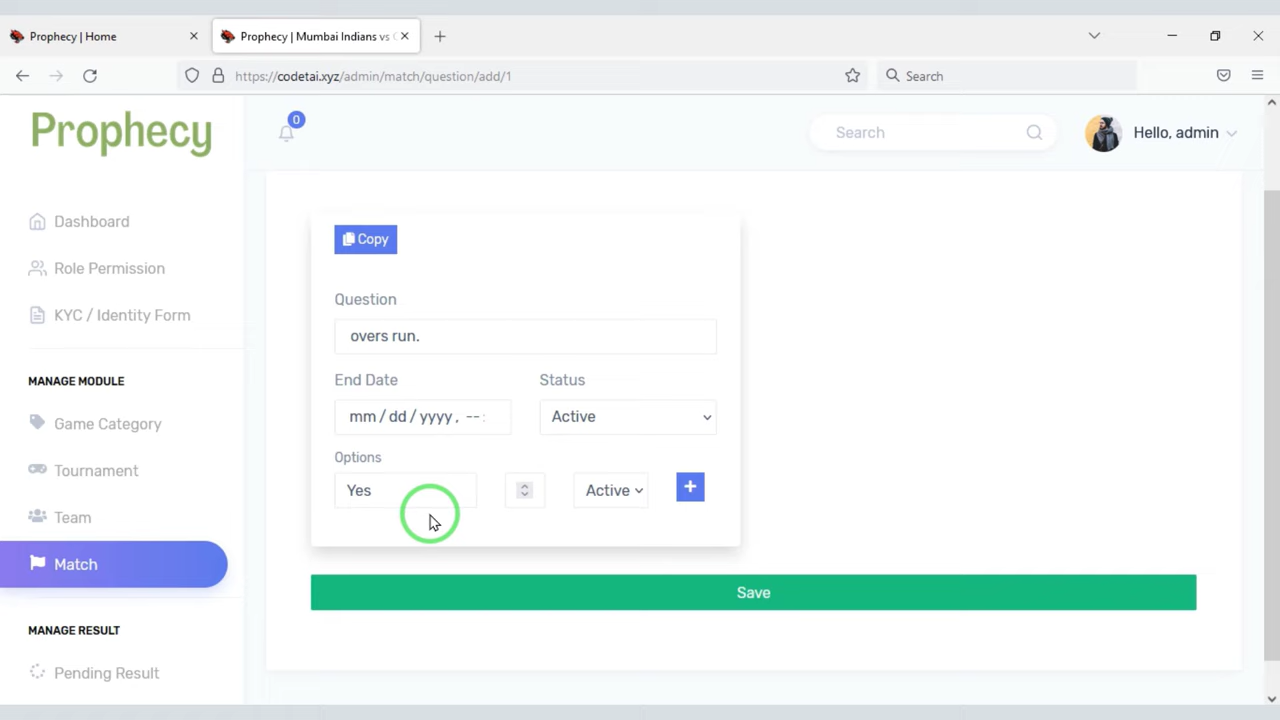 Prophecy | Home
Prophecy | Mumbai Indians vs
https://codetai.xyz/admin/match/question/add/1
Search
Prophecy
0
Search
Hello, admin
Dashboard
Role Permission
KYC / Identity Form
MANAGE MODULE
Game Category
Tournament
Team
Match
MANAGE RESULT
Pending Result
Copy
Question
overs run.
End Date
Status
mm / dd / yyyy , -- :
Active
Options
Yes
Active
Save